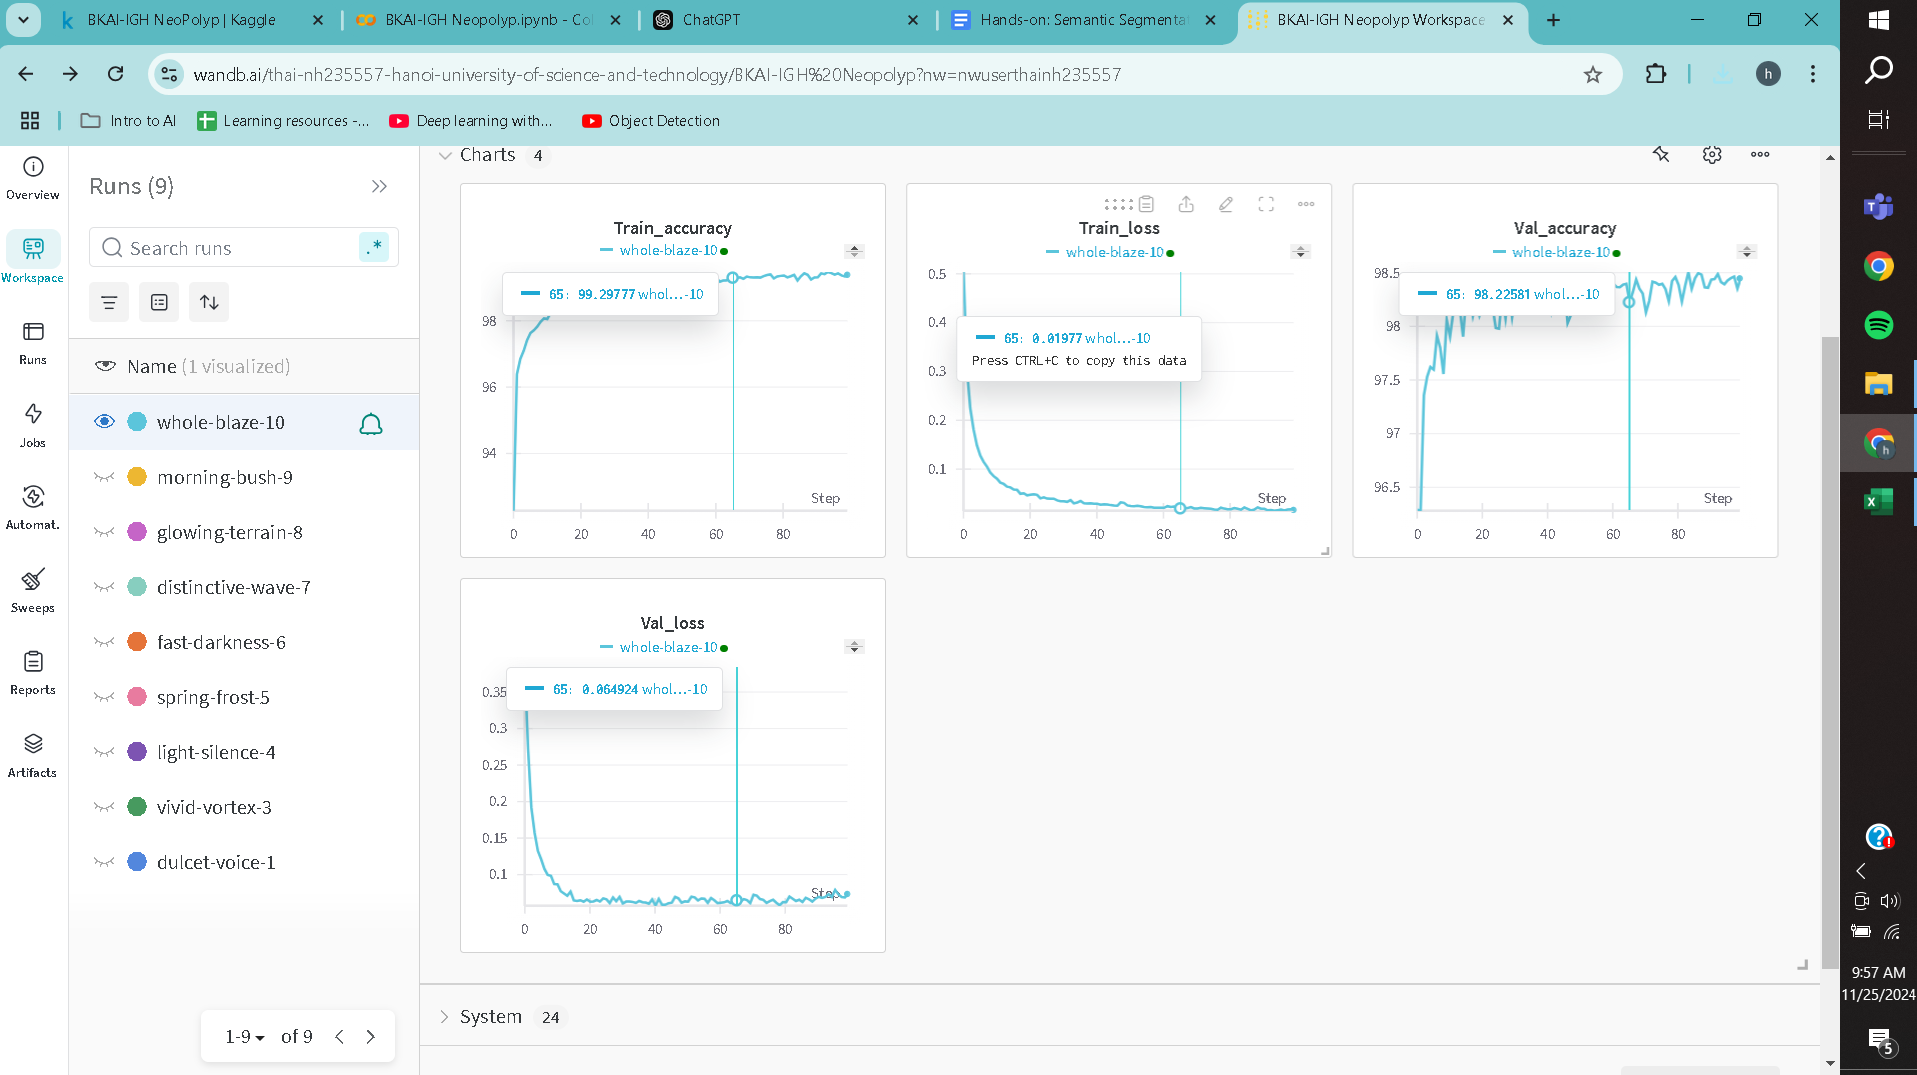 BKAI-IGH NeoPolyp | Kaggle
BKAI-IGH Neopolyp.ipynb - Co
ChatGPT
Hands-on: Semantic Segmenta
BKAI-IGH Neopolyp Workspace
wandb.ai/thai-nh235557-hanoi-university-of-science-and-technology/BKAI-IGH%20Neopolyp?nw=nwuserthainh235557
h
Intro to AI
Learning resources -...
Deep learning with...
Object Detection
Overview
Workspace
Runs
Jobs
Automat.
Sweeps
Reports
Artifacts
Runs (9)
Search runs
.*
Name (1 visualized)
whole-blaze-10
morning-bush-9
glowing-terrain-8
distinctive-wave-7
fast-darkness-6
spring-frost-5
light-silence-4
vivid-vortex-3
dulcet-voice-1
1-9 of 9
Charts 4
Train_accuracy
whole-blaze-10
65: 99.29777 whol...-10
98
96
94
Step
0 20 40 60 80
Train_loss
whole-blaze-10
0.5
0.4
65: 0.01977 whol...-10
Press CTRL+C to copy this data
0.3
0.2
0.1
Step
0 20 40 60 80
Val_accuracy
whole-blaze-10
98.5
65: 98.22581 whol...-10
98
97.5
97
96.5
Step
0 20 40 60 80
Val_loss
whole-blaze-10
65: 0.064924 whol...-10
0.35
0.3
0.25
0.2
0.15
0.1
Step
0 20 40 60 80
System 24
9:57 AM
11/25/2024
5